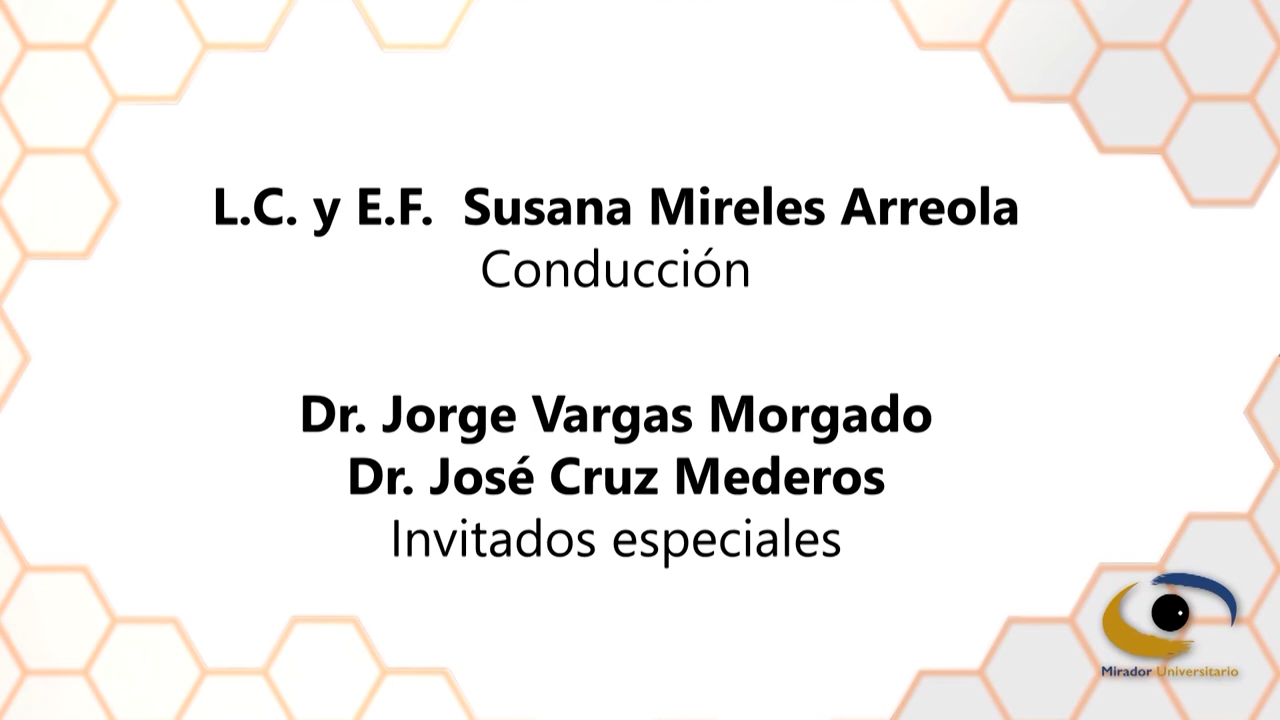 L.C. y E.F. Susana Mireles Arreola
Conducción
Dr. Jorge Vargas Morgado
Dr. José Cruz Mederos
Invitados especiales
Mirador Universitario